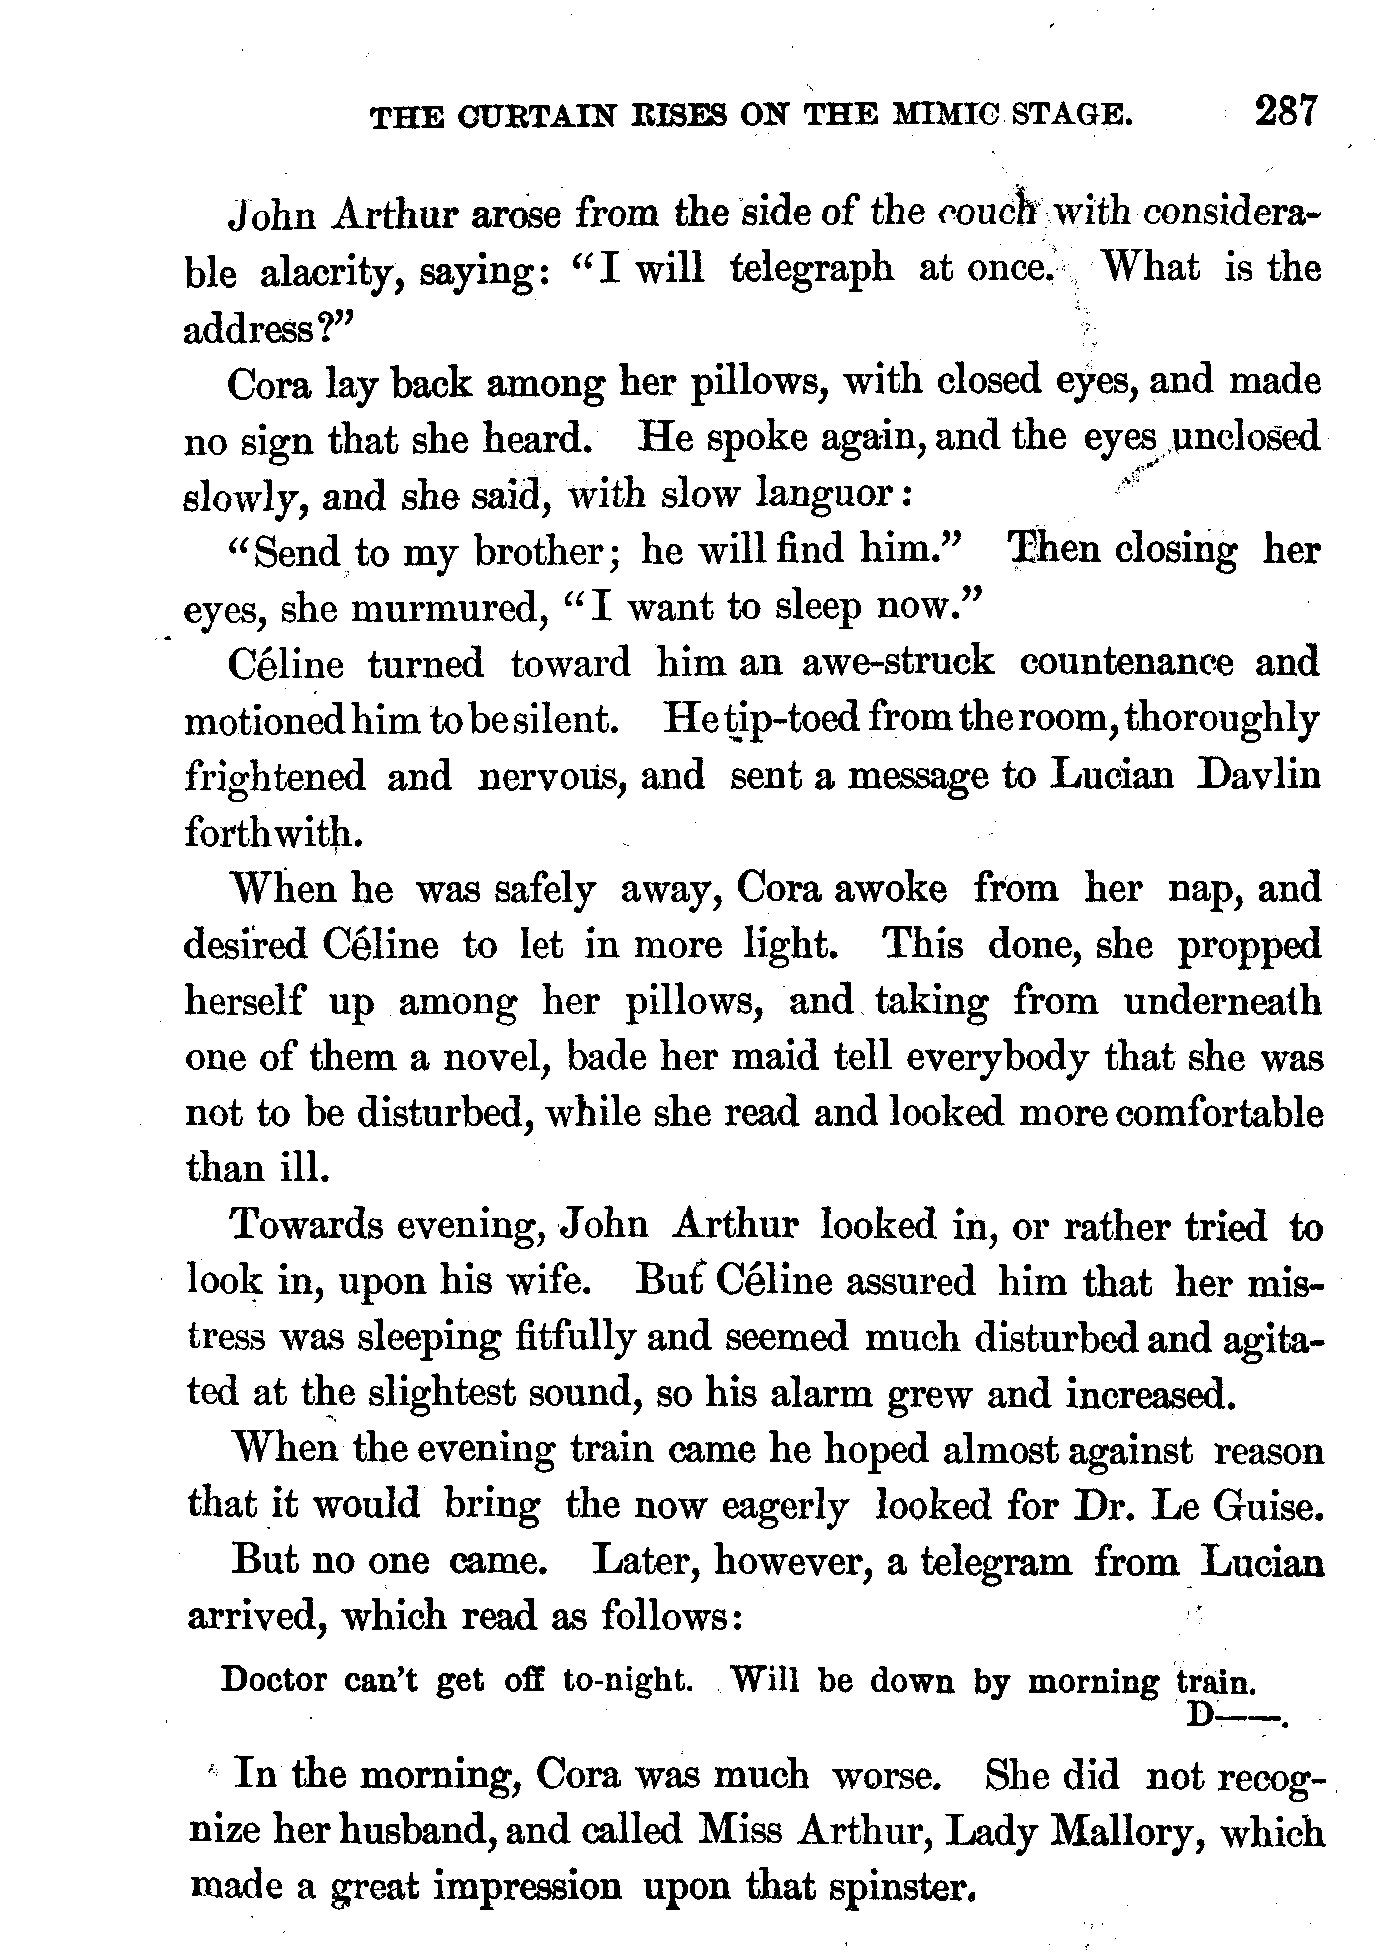 THE CURTAIN RISES ON THE MIMIC STAGE. 287
John Arthur arose from the side of the couch with considera-
ble alacrity, saying: “I will telegraph at once. What is the
address?”
Cora lay back among her pillows, with closed eyes, and made
no sign that she heard. He spoke again, and the eyes unclosed
slowly, and she said, with slow languor:
“Send to my brother; he will find him.” Then closing her
eyes, she murmured, “I want to sleep now.”
Céline turned toward him an awe-struck countenance and
motioned him to be silent. He tip-toed from the room, thoroughly
frightened and nervous, and sent a message to Lucian Davlin
forthwith.
When he was safely away, Cora awoke from her nap, and
desired Céline to let in more light. This done, she propped
herself up among her pillows, and taking from underneath
one of them a novel, bade her maid tell everybody that she was
not to be disturbed, while she read and looked more comfortable
than ill.
Towards evening, John Arthur looked in, or rather tried to
look in, upon his wife. But Céline assured him that her mis-
tress was sleeping fitfully and seemed much disturbed and agita-
ted at the slightest sound, so his alarm grew and increased.
When the evening train came he hoped almost against reason
that it would bring the now eagerly looked for Dr. Le Guise.
But no one came. Later, however, a telegram from Lucian
arrived, which read as follows:
Doctor can’t get off to-night. Will be down by morning train.
D——.
In the morning, Cora was much worse. She did not recog-
nize her husband, and called Miss Arthur, Lady Mallory, which
made a great impression upon that spinster.